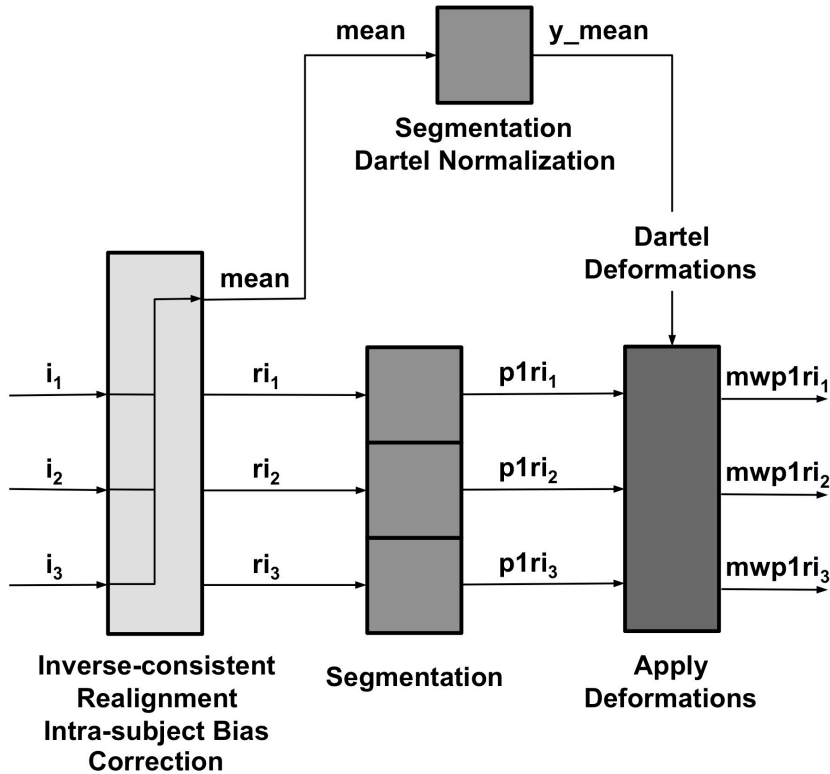 mean
y_mean
Segmentation
Dartel Normalization
Dartel
Deformations
mean
i₁
ri₁
p1ri₁
mwp1ri₁
i₂
ri₂
p1ri₂
mwp1ri₂
i₃
ri₃
p1ri₃
mwp1ri₃
Inverse-consistent
Realignment
Intra-subject Bias
Correction
Segmentation
Apply
Deformations